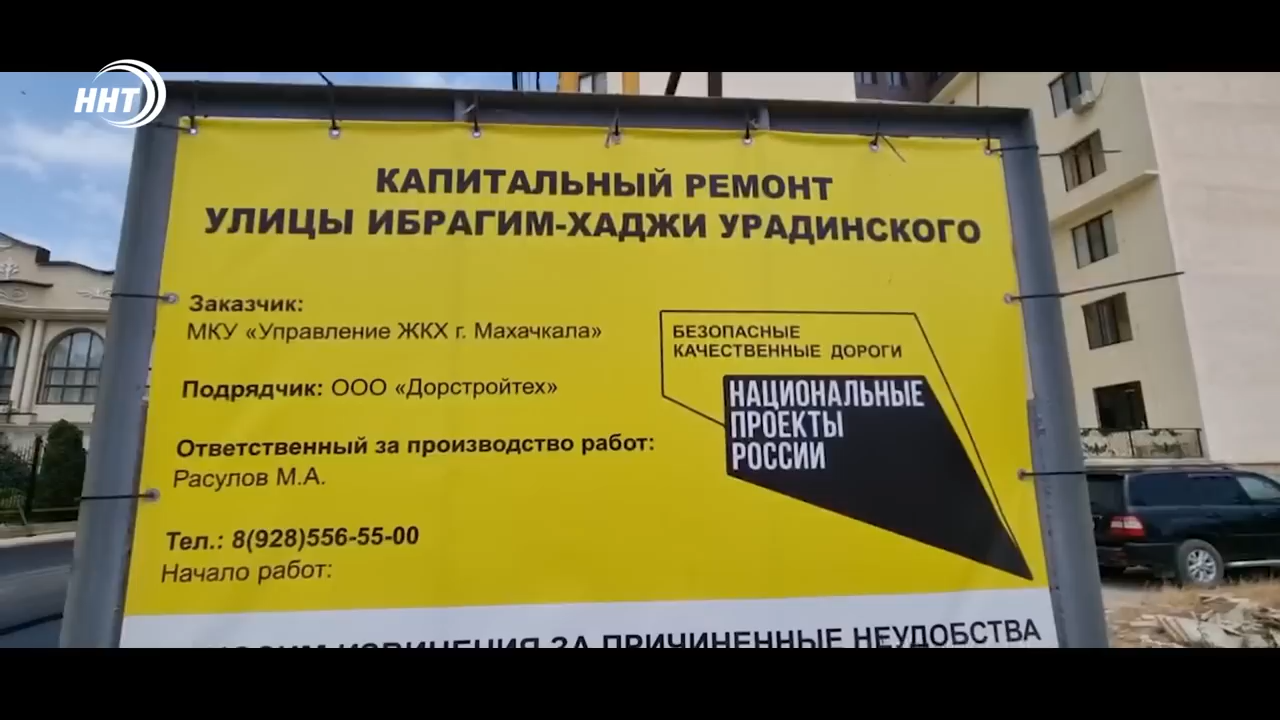 ННТ
КАПИТАЛЬНЫЙ РЕМОНТ
УЛИЦЫ ИБРАГИМ-ХАДЖИ УРАДИНСКОГО
Заказчик:
МКУ «Управление ЖКХ г. Махачкала»
Подрядчик: ООО «Дорстройтех»
Ответственный за производство работ:
Расулов М.А.
Тел.: 8(928)556-55-00
Начало работ:
БЕЗОПАСНЫЕ
КАЧЕСТВЕННЫЕ ДОРОГИ
НАЦИОНАЛЬНЫЕ
ПРОЕКТЫ
РОССИИ
ИЗВИНЕНИЯ ЗА ПРИЧИНЕННЫЕ НЕУДОБСТВА